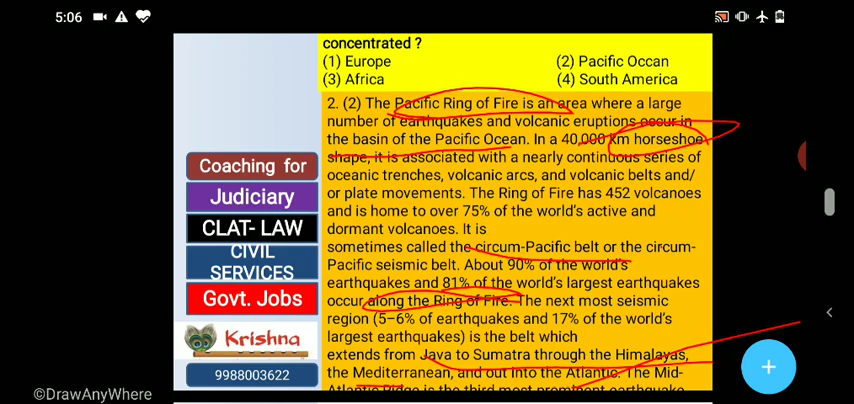 5:06
concentrated ?
(1) Europe (2) Pacific Occan
(3) Africa (4) South America
2. (2) The Pacific Ring of Fire is an area where a large
number of earthquakes and volcanic eruptions occur in
the basin of the Pacific Ocean. In a 40,000 km horseshoe
shape, it is associated with a nearly continuous series of
oceanic trenches, volcanic arcs, and volcanic belts and/
or plate movements. The Ring of Fire has 452 volcanoes
and is home to over 75% of the world's active and
dormant volcanoes. It is
sometimes called the circum-Pacific belt or the circum-
Pacific seismic belt. About 90% of the world's
earthquakes and 81% of the world's largest earthquakes
occur along the Ring of Fire. The next most seismic
region (5–6% of earthquakes and 17% of the world's
largest earthquakes) is the belt which
extends from Java to Sumatra through the Himalayas,
the Mediterranean, and out into the Atlantic. The Mid-
Atlantic Ridge is the third most prominent earthquake
Coaching for
Judiciary
CLAT- LAW
CIVIL
SERVICES
Govt. Jobs
Krishna
9988003622
©DrawAnyWhere